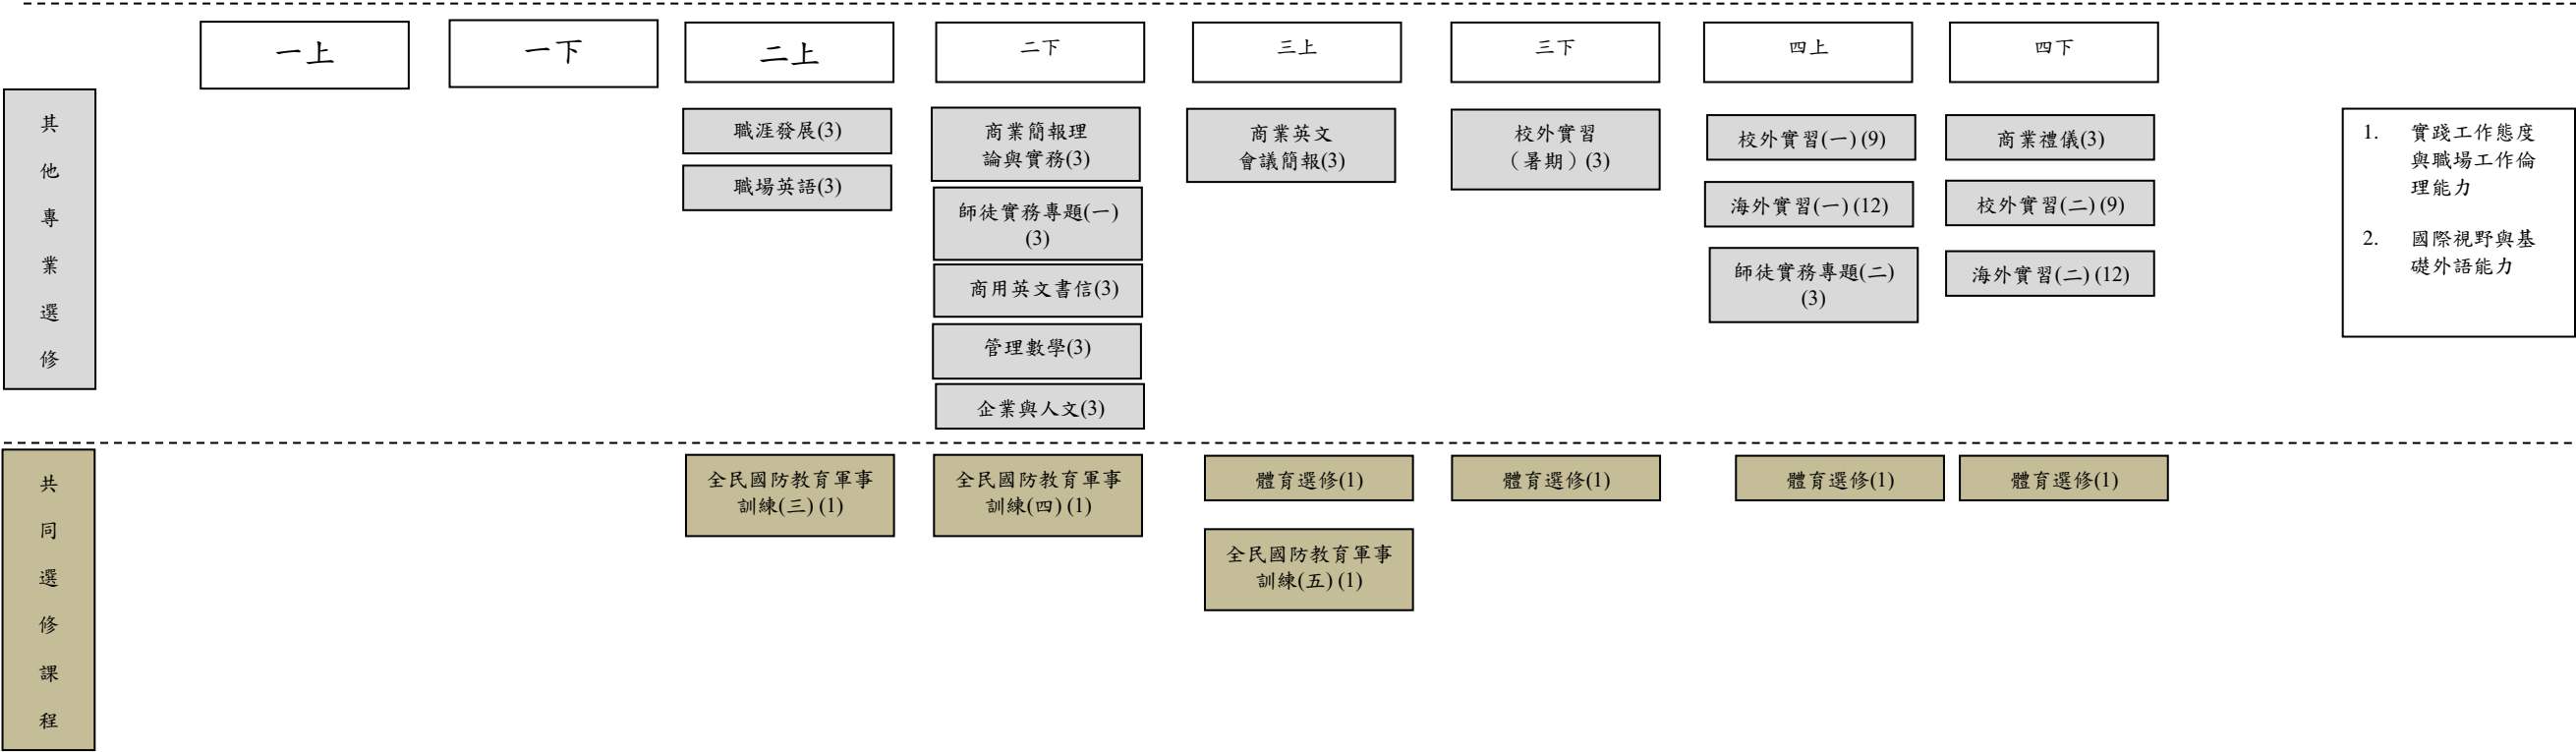 一上
一下
二上
二下
三上
三下
四上
四下
其
他
專
業
選
修
職涯發展(3)
職場英語(3)
商業簡報理
論與實務(3)
師徒實務專題(一)
(3)
商用英文書信(3)
管理數學(3)
企業與人文(3)
商業英文
會議簡報(3)
校外實習
（暑期）(3)
校外實習(一) (9)
海外實習(一) (12)
師徒實務專題(二)
(3)
商業禮儀(3)
校外實習(二) (9)
海外實習(二) (12)
1. 實踐工作態度
與職場工作倫
理能力
2. 國際視野與基
礎外語能力
共
同
選
修
課
程
全民國防教育軍事
訓練(三) (1)
全民國防教育軍事
訓練(四) (1)
體育選修(1)
全民國防教育軍事
訓練(五) (1)
體育選修(1)
體育選修(1)
體育選修(1)